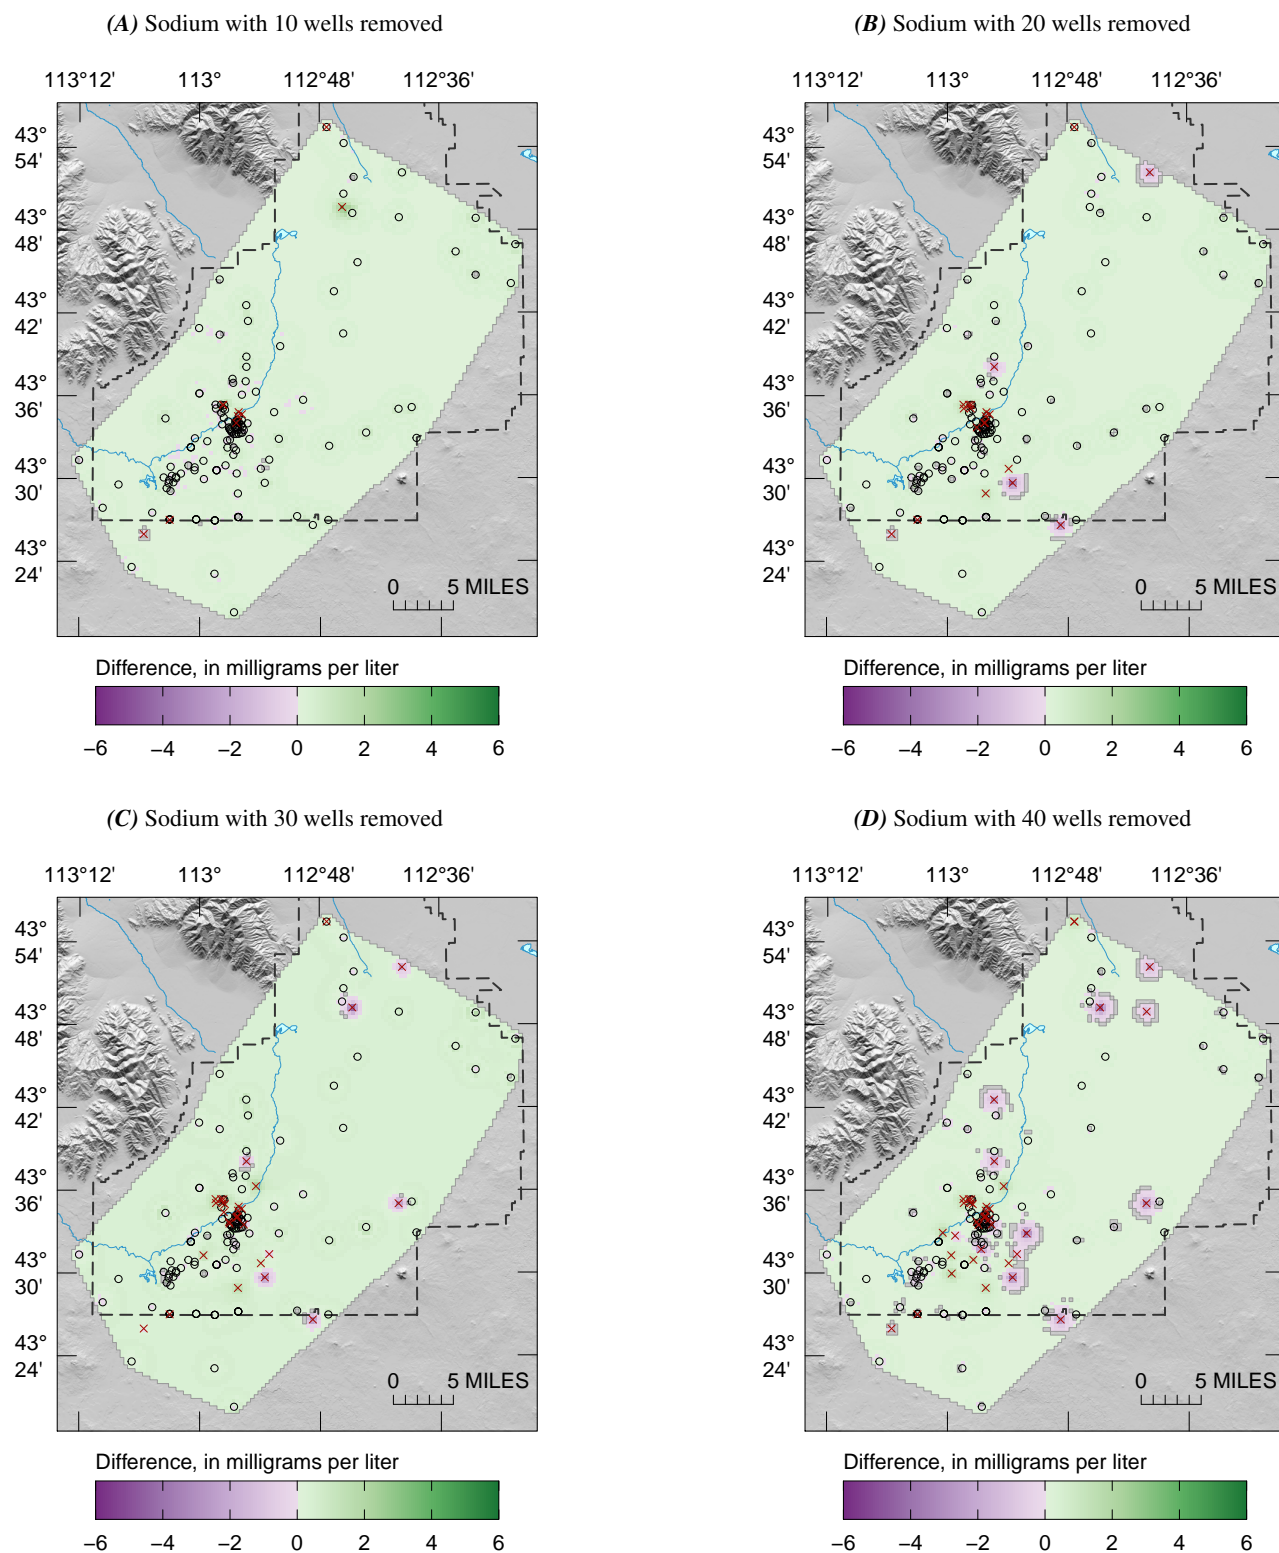 (A) Sodium with 10 wells removed
113°12' 113° 112°48' 112°36'
43°
54'
43°
48'
43°
42'
43°
36'
43°
30'
43°
24'
0 5 MILES
Difference, in milligrams per liter
−6 −4 −2 0 2 4 6
(B) Sodium with 20 wells removed
113°12' 113° 112°48' 112°36'
43°
54'
43°
48'
43°
42'
43°
36'
43°
30'
43°
24'
0 5 MILES
Difference, in milligrams per liter
−6 −4 −2 0 2 4 6
(C) Sodium with 30 wells removed
113°12' 113° 112°48' 112°36'
43°
54'
43°
48'
43°
42'
43°
36'
43°
30'
43°
24'
0 5 MILES
Difference, in milligrams per liter
−6 −4 −2 0 2 4 6
(D) Sodium with 40 wells removed
113°12' 113° 112°48' 112°36'
43°
54'
43°
48'
43°
42'
43°
36'
43°
30'
43°
24'
0 5 MILES
Difference, in milligrams per liter
−6 −4 −2 0 2 4 6